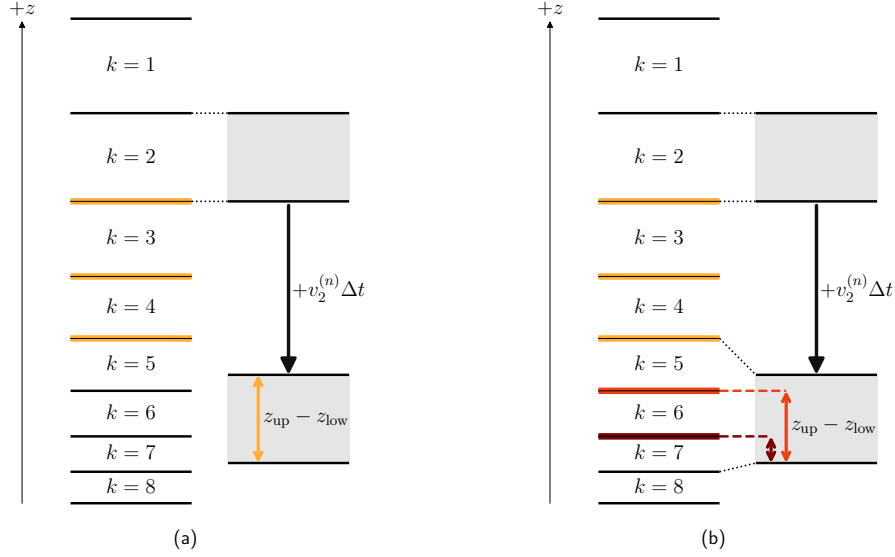 +z
k = 1
k = 2
k = 3
k = 4
k = 5
k = 6
k = 7
k = 8
+v_2^{(n)}Δt
z_up − z_low
(a)
+z
k = 1
k = 2
k = 3
k = 4
k = 5
k = 6
k = 7
k = 8
+v_2^{(n)}Δt
z_up − z_low
(b)